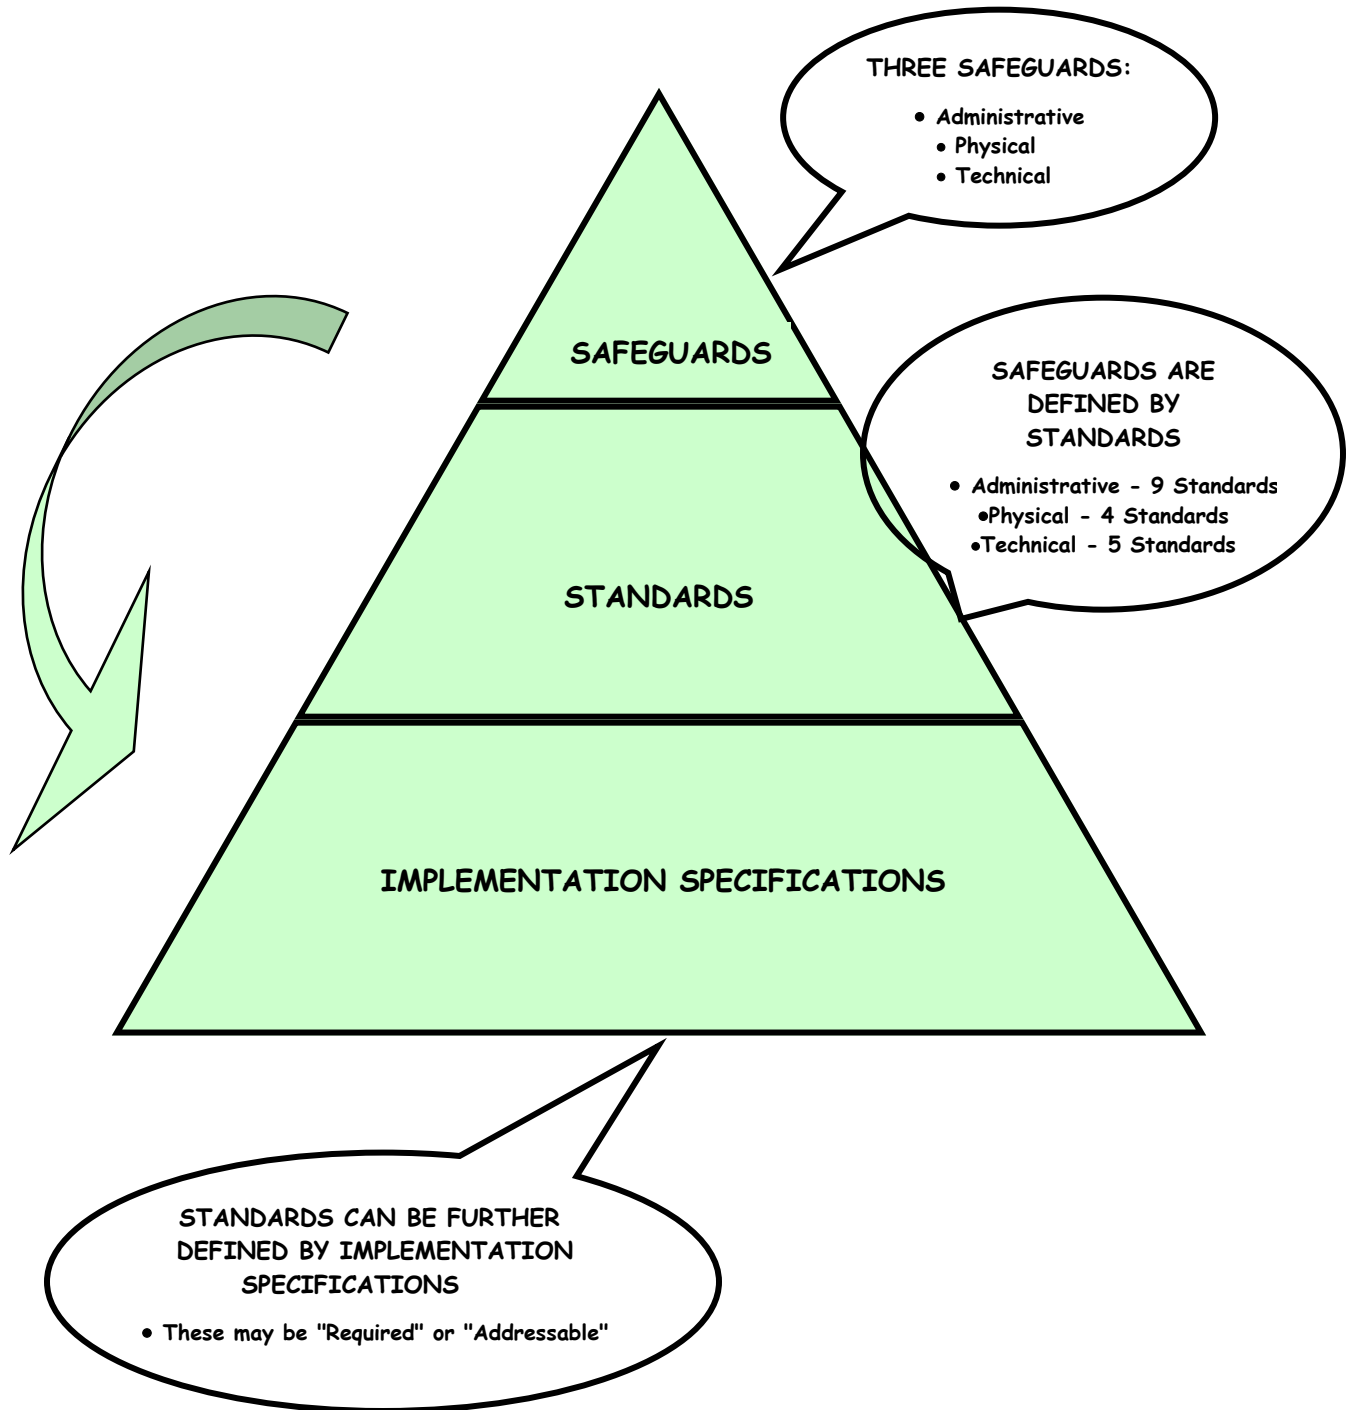 THREE SAFEGUARDS:
• Administrative
• Physical
• Technical
SAFEGUARDS
SAFEGUARDS ARE
DEFINED BY
STANDARDS
• Administrative - 9 Standards
•Physical - 4 Standards
•Technical - 5 Standards
STANDARDS
IMPLEMENTATION SPECIFICATIONS
STANDARDS CAN BE FURTHER
DEFINED BY IMPLEMENTATION
SPECIFICATIONS
• These may be "Required" or "Addressable"